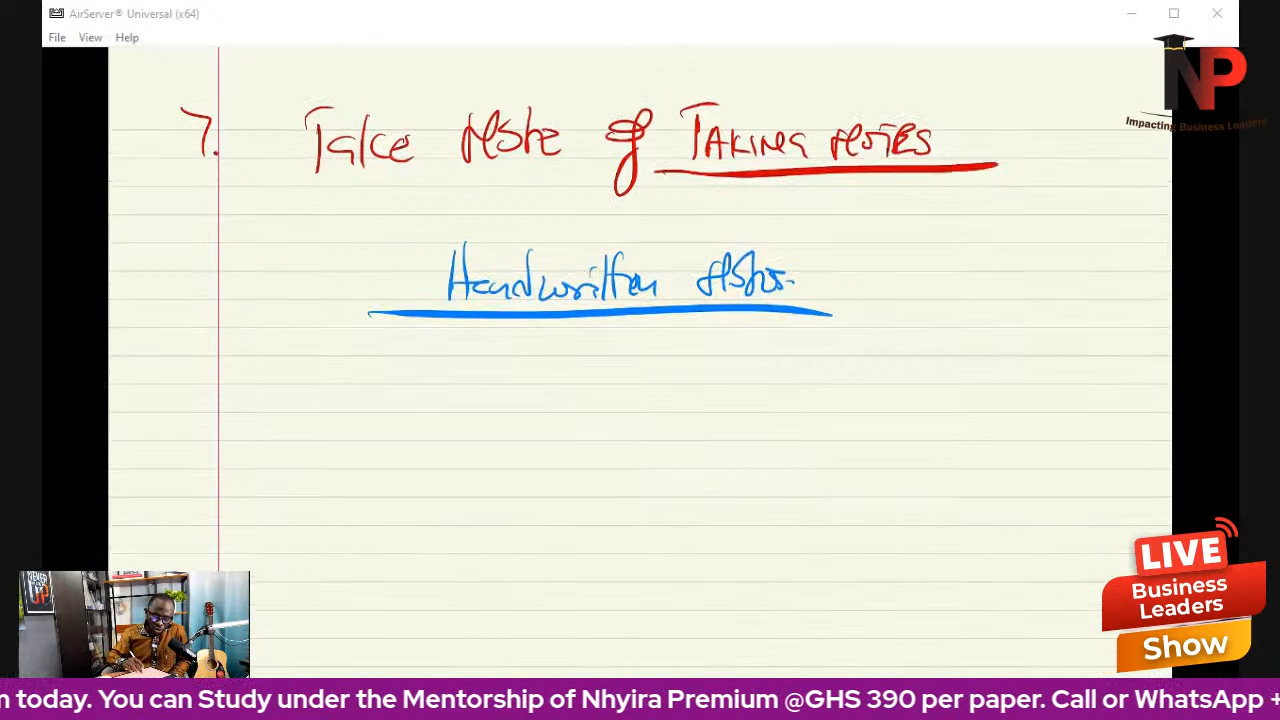 AirServer® Universal (x64)
File View Help
NP
Impacting Business Leaders
7. Take Note of TAKING NOTES
Handwritten Notes.
LIVE
Business
Leaders
Show
m today. You can Study under the Mentorship of Nhyira Premium @GHS 390 per paper. Call or WhatsApp +